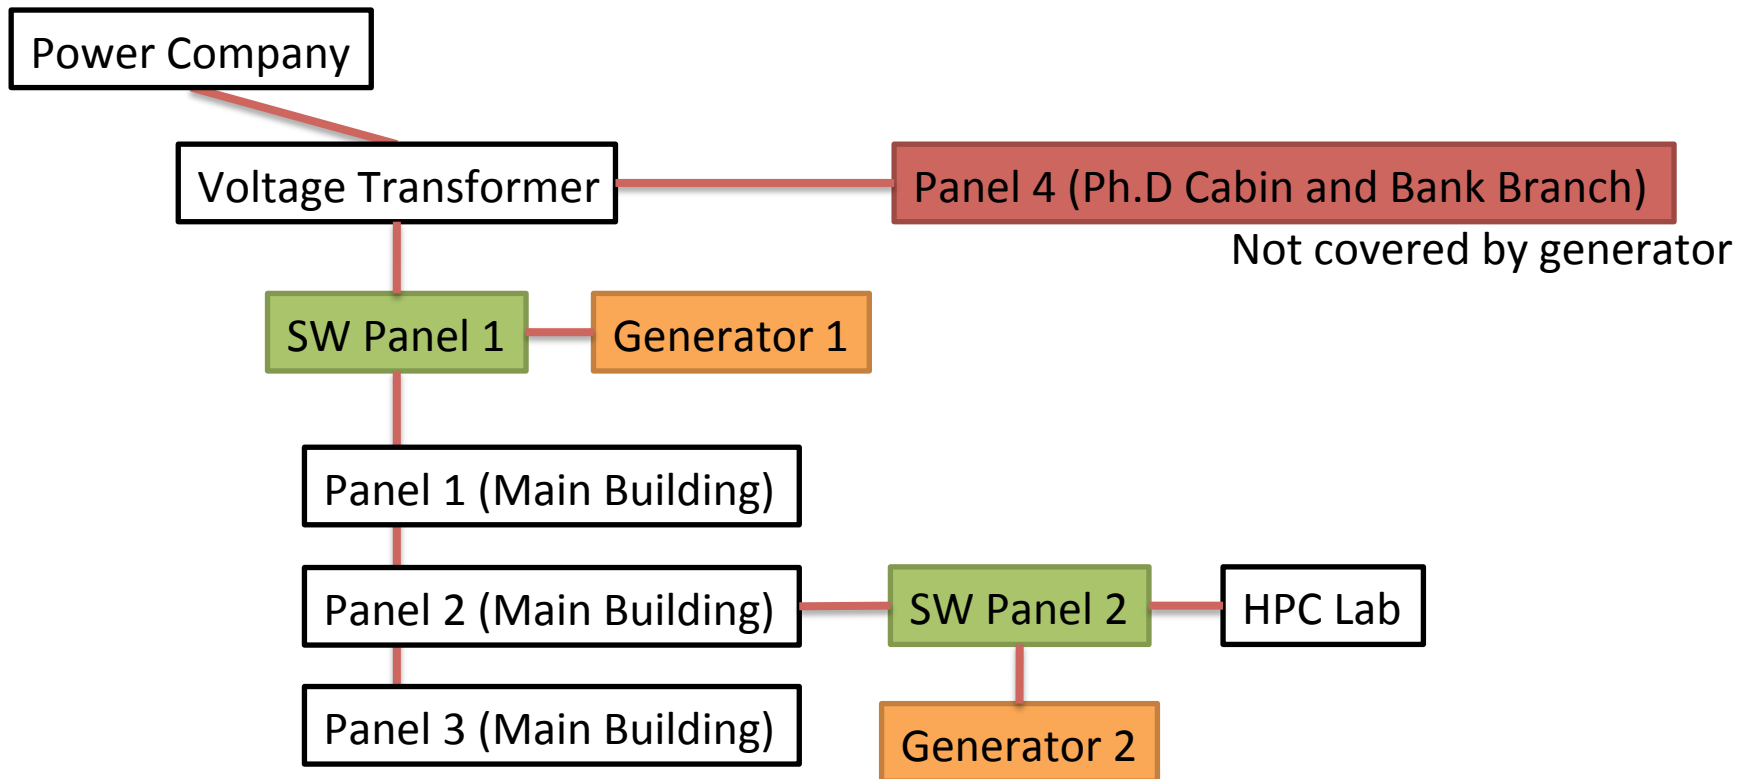 Power Company
Voltage Transformer
Panel 4 (Ph.D Cabin and Bank Branch)
Not covered by generator
SW Panel 1
Generator 1
Panel 1 (Main Building)
Panel 2 (Main Building)
SW Panel 2
HPC Lab
Panel 3 (Main Building)
Generator 2